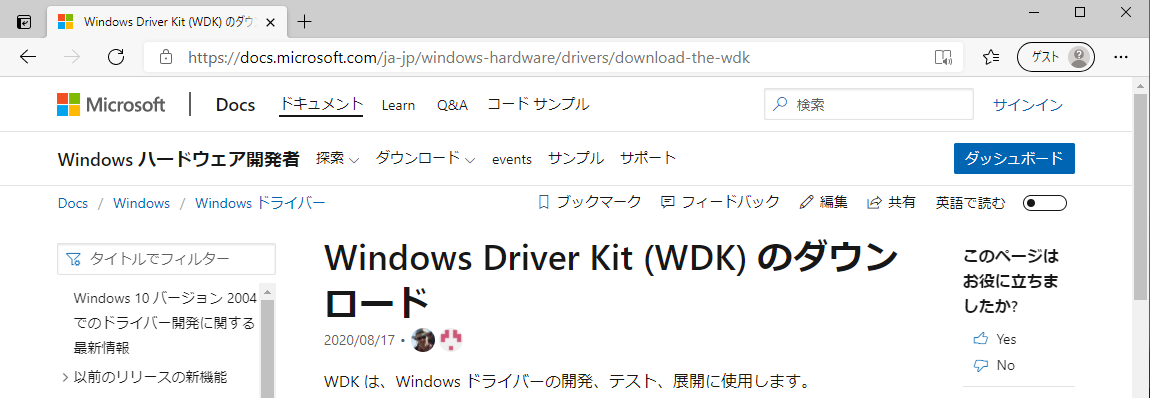 Windows Driver Kit (WDK) のダウン
https://docs.microsoft.com/ja-jp/windows-hardware/drivers/download-the-wdk
ゲスト
Microsoft Docs ドキュメント Learn Q&A コード サンプル 検索 サインイン
Windows ハードウェア開発者 探索 ダウンロード events サンプル サポート ダッシュボード
Docs / Windows / Windows ドライバー ブックマーク フィードバック 編集 共有 英語で読む
タイトルでフィルター
Windows 10 バージョン 2004
でのドライバー開発に関する
最新情報
以前のリリースの新機能
Windows Driver Kit (WDK) のダウン
ロード
2020/08/17 •
WDK は、Windows ドライバーの開発、テスト、展開に使用します。
このページは
お役に立ちま
したか?
Yes
No